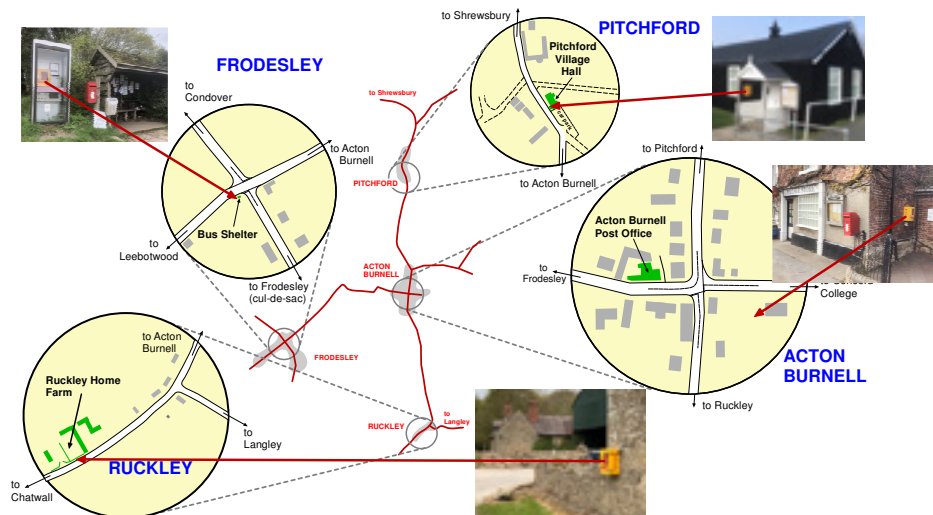 PITCHFORD
to Shrewsbury
Pitchford
Village
Hall
car park
to Acton Burnell
FRODESLEY
to
Condover
to Acton
Burnell
Bus Shelter
to
Leebotwood
to Frodesley
(cul-de-sac)
to Shrewsbury
PITCHFORD
ACTON
BURNELL
FRODESLEY
RUCKLEY
to
Langley
to Pitchford
Acton Burnell
Post Office
to
Frodesley
College
to Ruckley
ACTON
BURNELL
to Acton
Burnell
Ruckley Home
Farm
to
Langley
to
Chatwall
RUCKLEY